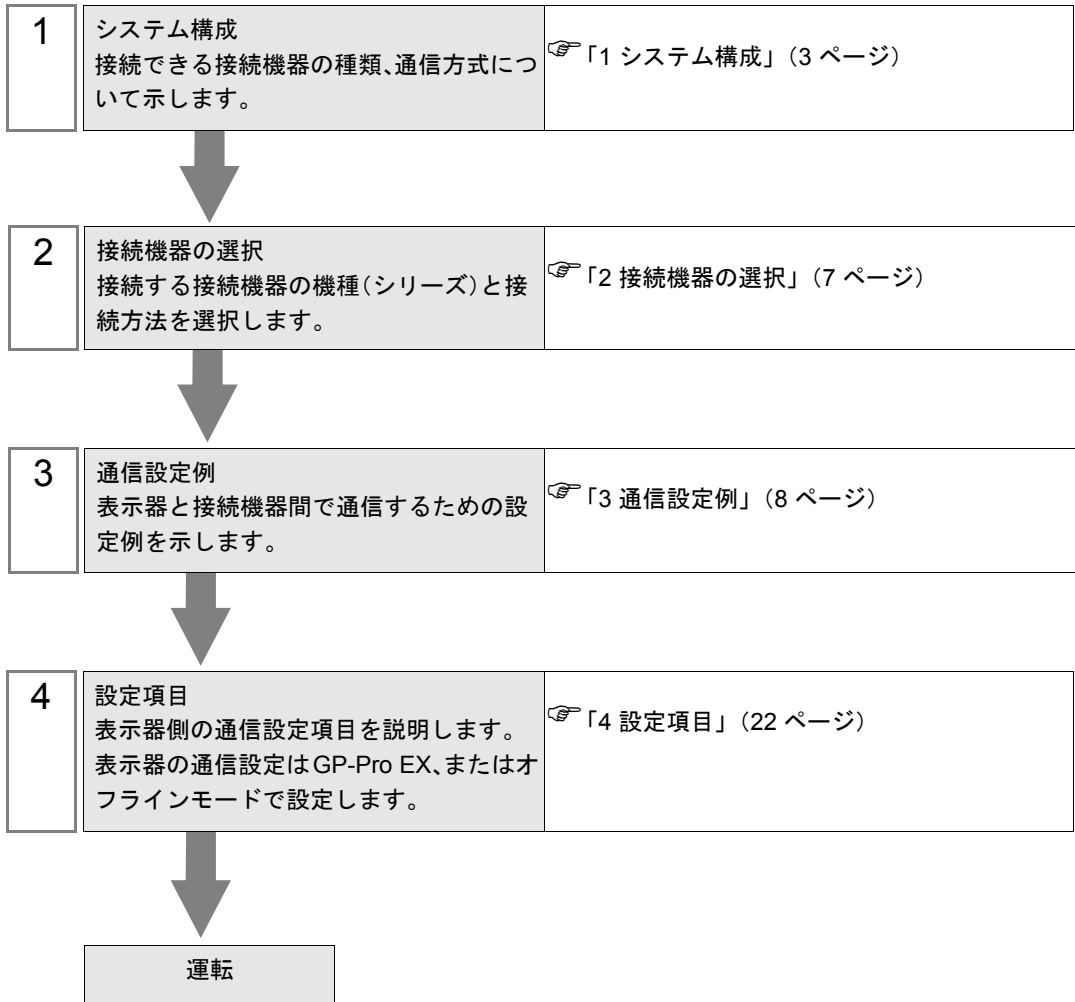 1
システム構成
接続できる接続機器の種類、通信方式につ
いて示します。
☞「1 システム構成」（3 ページ）
2
接続機器の選択
接続する接続機器の機種（シリーズ）と接
続方法を選択します。
☞「2 接続機器の選択」（7 ページ）
3
通信設定例
表示器と接続機器間で通信するための設
定例を示します。
☞「3 通信設定例」（8 ページ）
4
設定項目
表示器側の通信設定項目を説明します。
表示器の通信設定はGP-Pro EX、またはオ
フラインモードで設定します。
☞「4 設定項目」（22 ページ）
運転